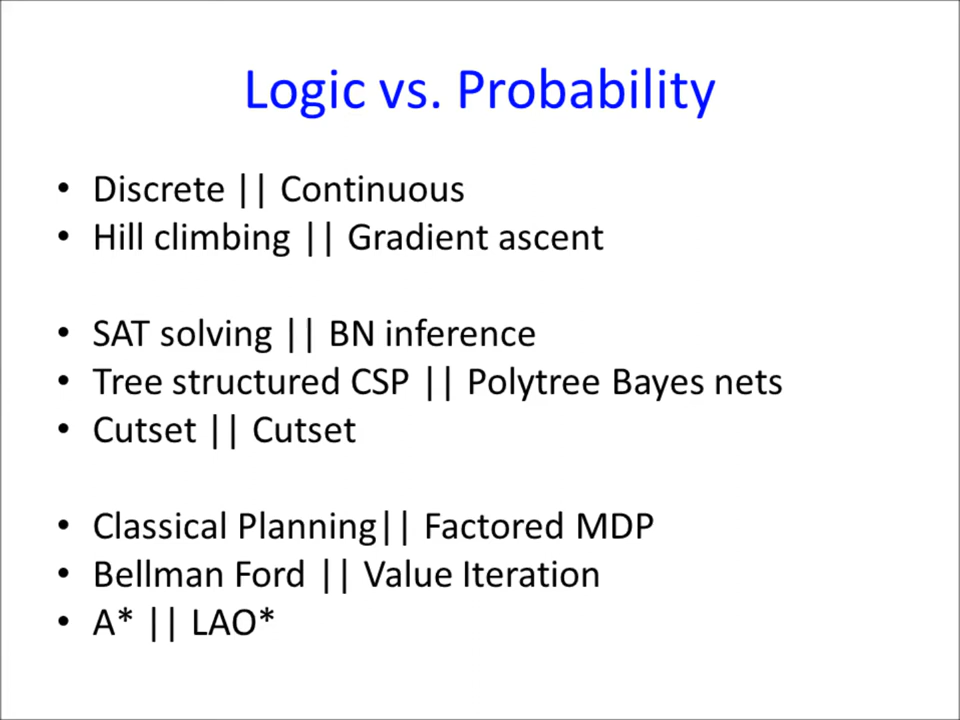 Logic vs. Probability
• Discrete || Continuous
• Hill climbing || Gradient ascent
• SAT solving || BN inference
• Tree structured CSP || Polytree Bayes nets
• Cutset || Cutset
• Classical Planning|| Factored MDP
• Bellman Ford || Value Iteration
• A* || LAO*